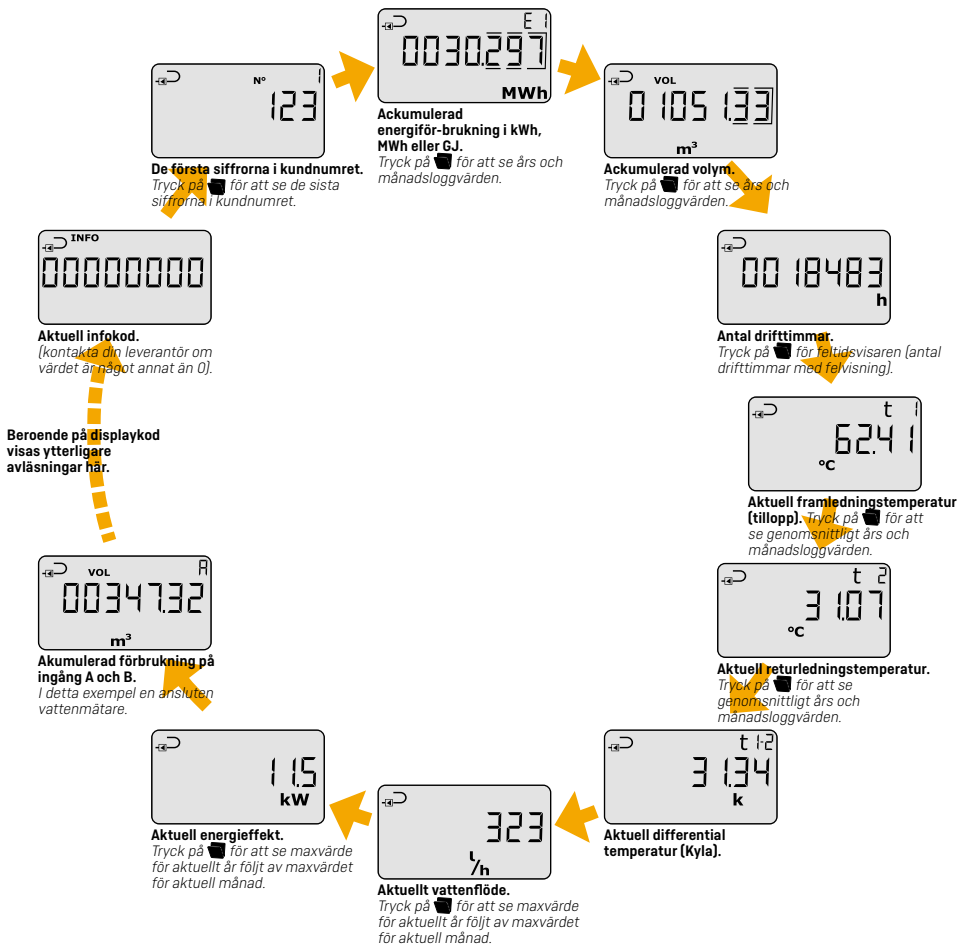 E1
0030.297
MWh
Ackumulerad
energiför-brukning i kWh,
MWh eller GJ.
Tryck på för att se års och
månadsloggvärden.
VOL
01051.33
m³
Ackumulerad volym.
Tryck på för att se års och
månadsloggvärden.
0018483
h
Antal drifttimmar.
Tryck på för feltidsvisaren (antal
drifttimmar med felvisning).
t 1
62.41
°C
Aktuell framledningstemperatur
(tillopp). Tryck på för att
se genomsnittligt års och
månadsloggvärden.
t 2
31.07
°C
Aktuell returledningstemperatur.
Tryck på för att se
genomsnittligt års och
månadsloggvärden.
t 1-2
31.34
k
Aktuell differential
temperatur (Kyla).
323
l/h
Aktuellt vattenflöde.
Tryck på för att se maxvärde
för aktuellt år följt av maxvärdet
för aktuell månad.
11.5
kW
Aktuell energieffekt.
Tryck på för att se maxvärde
för aktuellt år följt av maxvärdet
för aktuell månad.
VOL A
00347.32
m³
Akumulerad förbrukning på
ingång A och B.
I detta exempel en ansluten
vattenmätare.
Beroende på displaykod
visas ytterligare
avläsningar här.
INFO
00000000
Aktuell infokod.
(kontakta din leverantör om
värdet är något annat än 0).
Nº 1
123
De första siffrorna i kundnumret.
Tryck på för att se de sista
siffrorna i kundnumret.